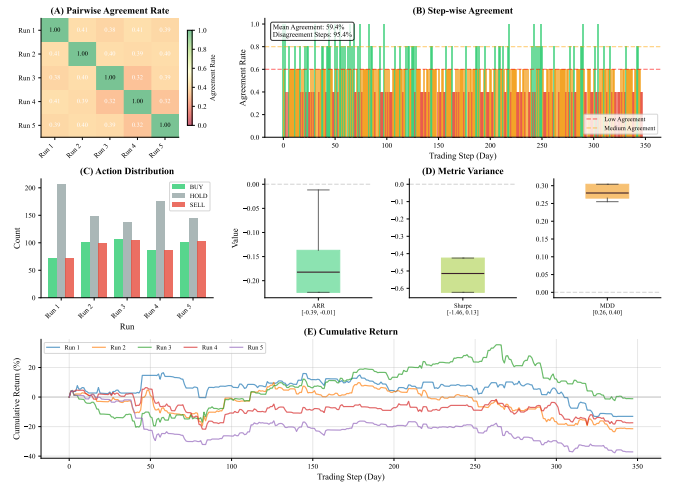 (A) Pairwise Agreement Rate
Run 1
Run 2
Run 3
Run 4
Run 5
1.00
1.00
1.00
0.32
0.32
1.00
0.32
0.32
1.00
Run 1
Run 2
Run 3
Run 4
Run 5
1.0
0.8
0.6
0.4
0.2
0.0
Agreement Rate
(B) Step-wise Agreement
Mean Agreement: 59.4%
Disagreement Steps: 95.4%
Agreement Rate
1.0
0.8
0.6
0.4
0.2
0.0
0
50
100
150
200
250
300
350
Low Agreement
Medium Agreement
Trading Step (Day)
(C) Action Distribution
BUY
HOLD
SELL
Count
200
150
100
50
0
Run 1
Run 2
Run 3
Run 4
Run 5
Run
(D) Metric Variance
Value
0.00
−0.05
−0.10
−0.15
−0.20
ARR
[-0.39, -0.01]
0.0
−0.1
−0.2
−0.3
−0.4
−0.5
−0.6
Sharpe
[-1.46, 0.13]
0.30
0.25
0.20
0.15
0.10
0.05
0.00
MDD
[0.26, 0.40]
(E) Cumulative Return
Run 1
Run 2
Run 3
Run 4
Run 5
Cumulative Return (%)
20
0
−20
−40
0
50
100
150
200
250
300
350
Trading Step (Day)